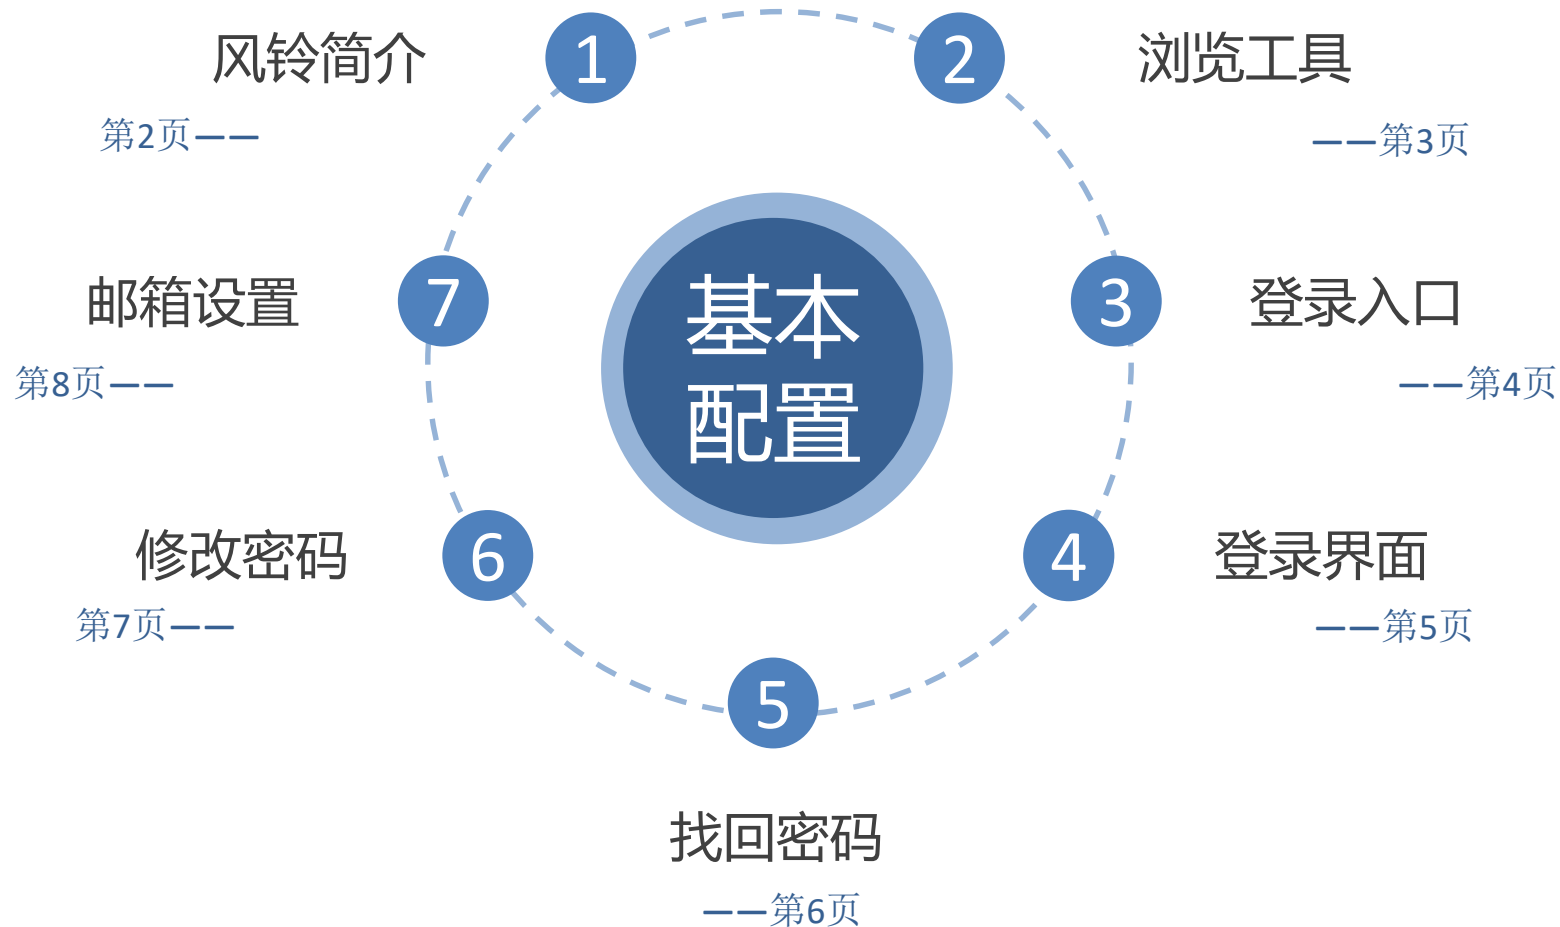 风铃简介
1
第2页——
2
浏览工具
——第3页
3
登录入口
——第4页
4
登录界面
——第5页
5
找回密码
——第6页
6
修改密码
第7页——
7
邮箱设置
第8页——
基本
配置